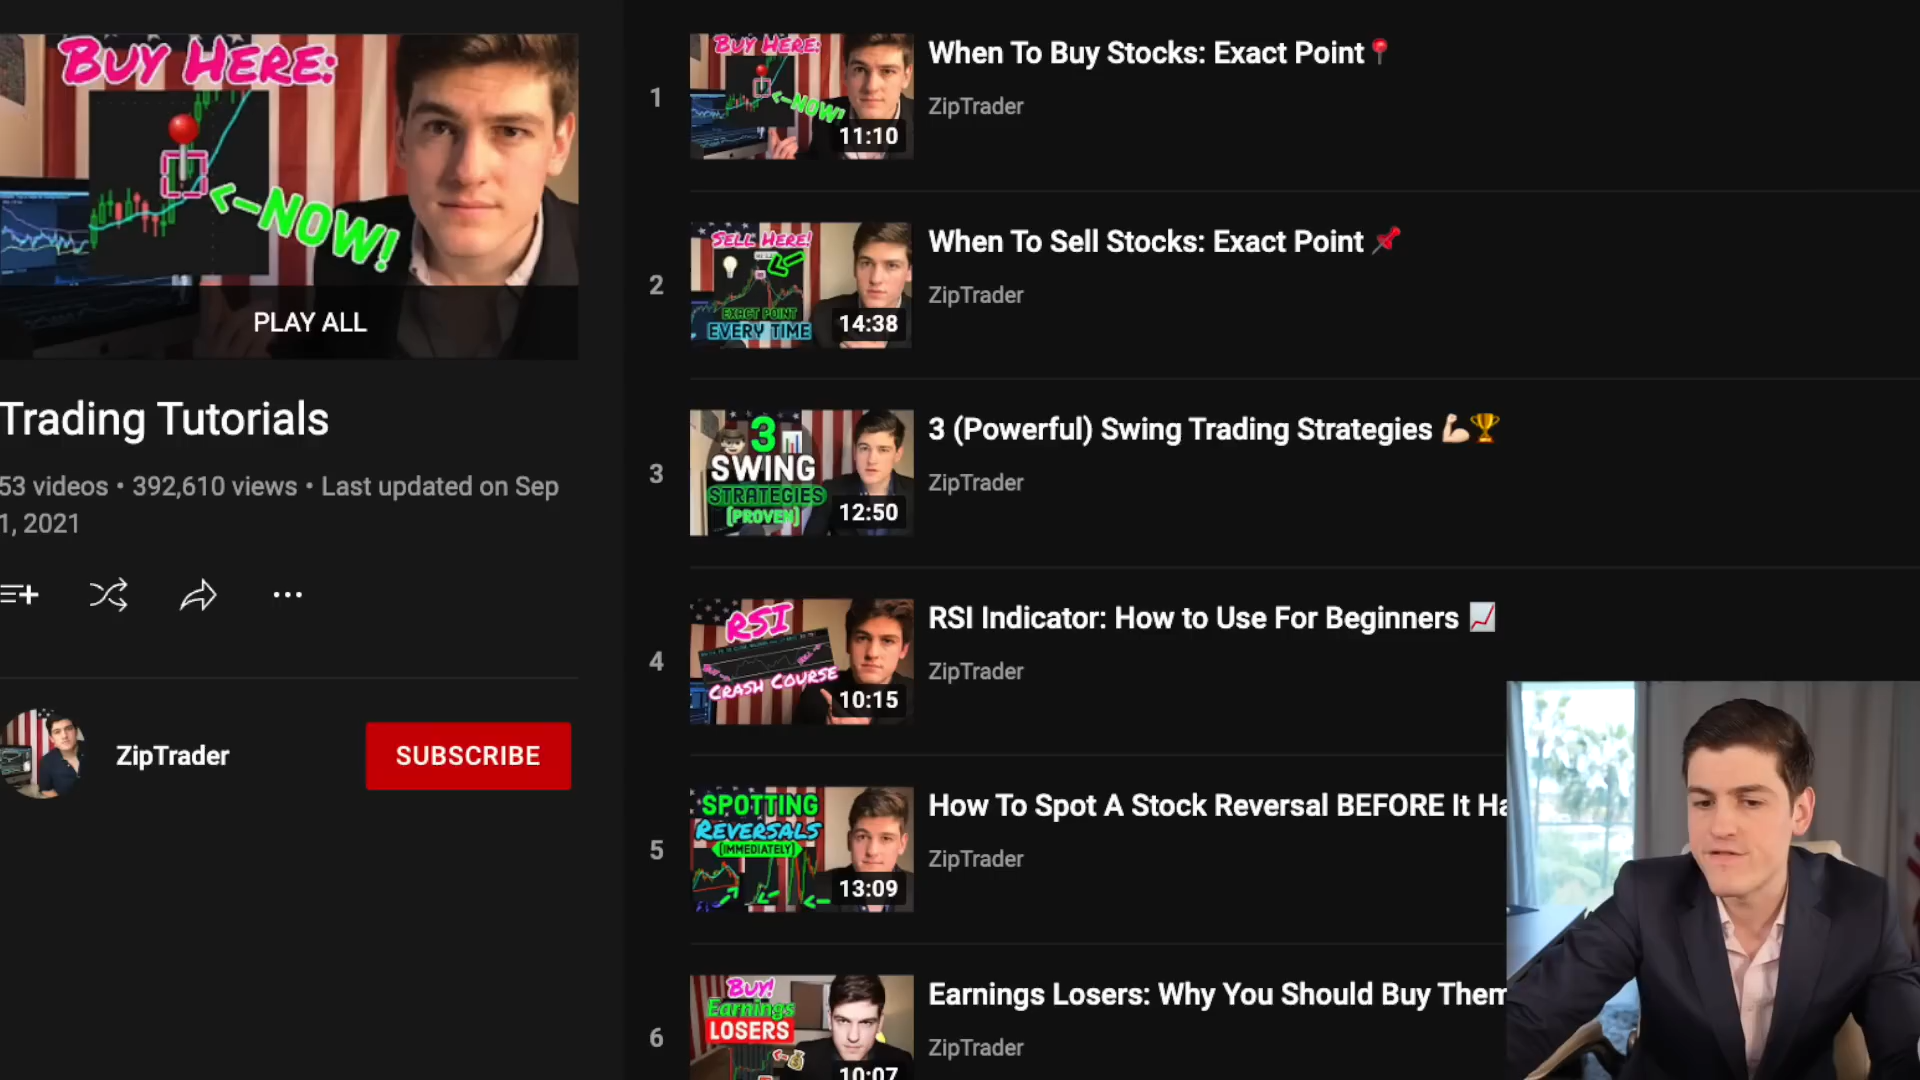 BUY HERE:
<-NOW!
PLAY ALL
Trading Tutorials
53 videos • 392,610 views • Last updated on Sep
1, 2021
ZipTrader
SUBSCRIBE
1
BUY HERE:
<-NOW!
11:10
When To Buy Stocks: Exact Point📍
ZipTrader
2
SELL HERE!
EXACT POINT
EVERY TIME
14:38
When To Sell Stocks: Exact Point 📌
ZipTrader
3
3
SWING
STRATEGIES
(PROVEN)
12:50
3 (Powerful) Swing Trading Strategies 💪🏻🏆
ZipTrader
4
RSI
CRASH COURSE
10:15
RSI Indicator: How to Use For Beginners 📈
ZipTrader
5
SPOTTING
REVERSALS
(IMMEDIATELY)
13:09
How To Spot A Stock Reversal BEFORE It Ha
ZipTrader
6
BUY!
Earnings
LOSERS
10:07
Earnings Losers: Why You Should Buy Them
ZipTrader